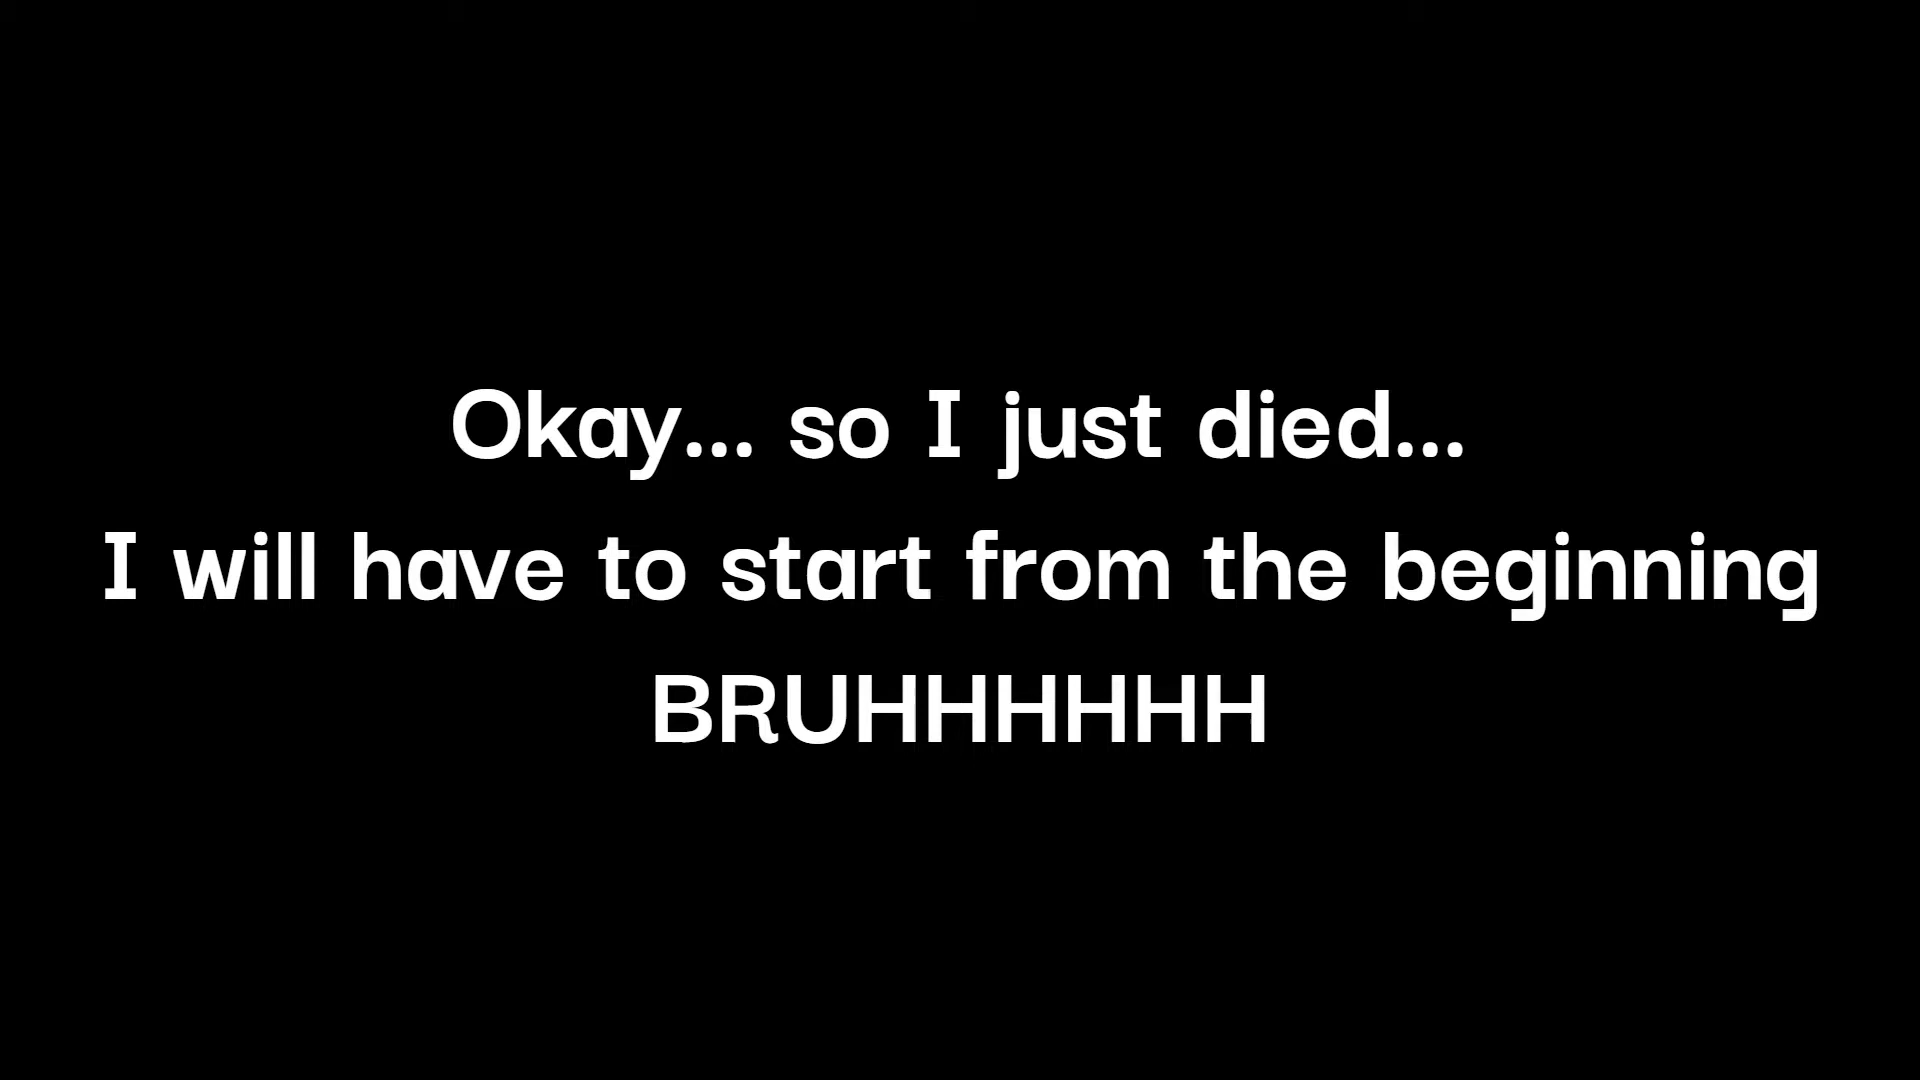 Okay... so I just died...
I will have to start from the beginning
BRUHHHHHH